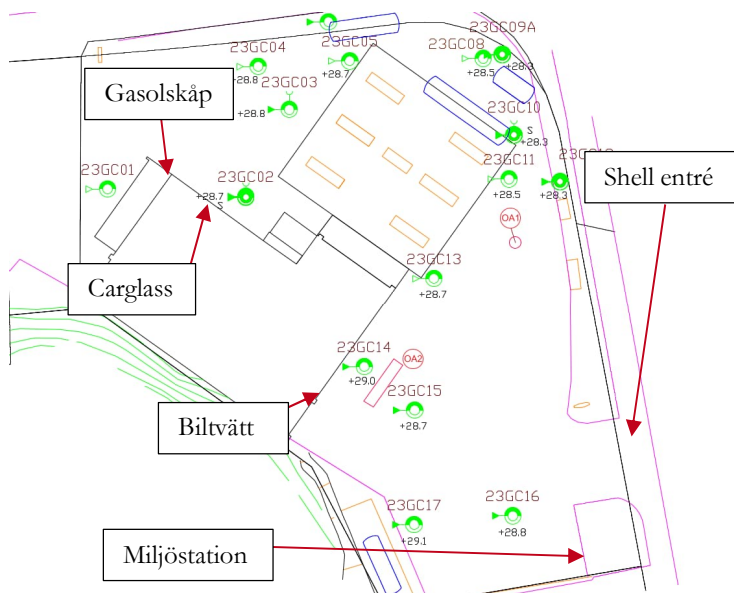 23GC09A
23GC04
23GC05
23GC08
+28.8
+28.7
+28.5
+28.3
Gasolskåp
23GC03
+28.8
23GC10
+28.3
23GC01
23GC02
+28.7
23GC11
+28.5
+28.3
Shell entré
OA1
Carglass
23GC13
+28.7
23GC14
+29.0
OA2
23GC15
+28.7
Biltvätt
23GC17
+29.1
23GC16
+28.8
Miljöstation